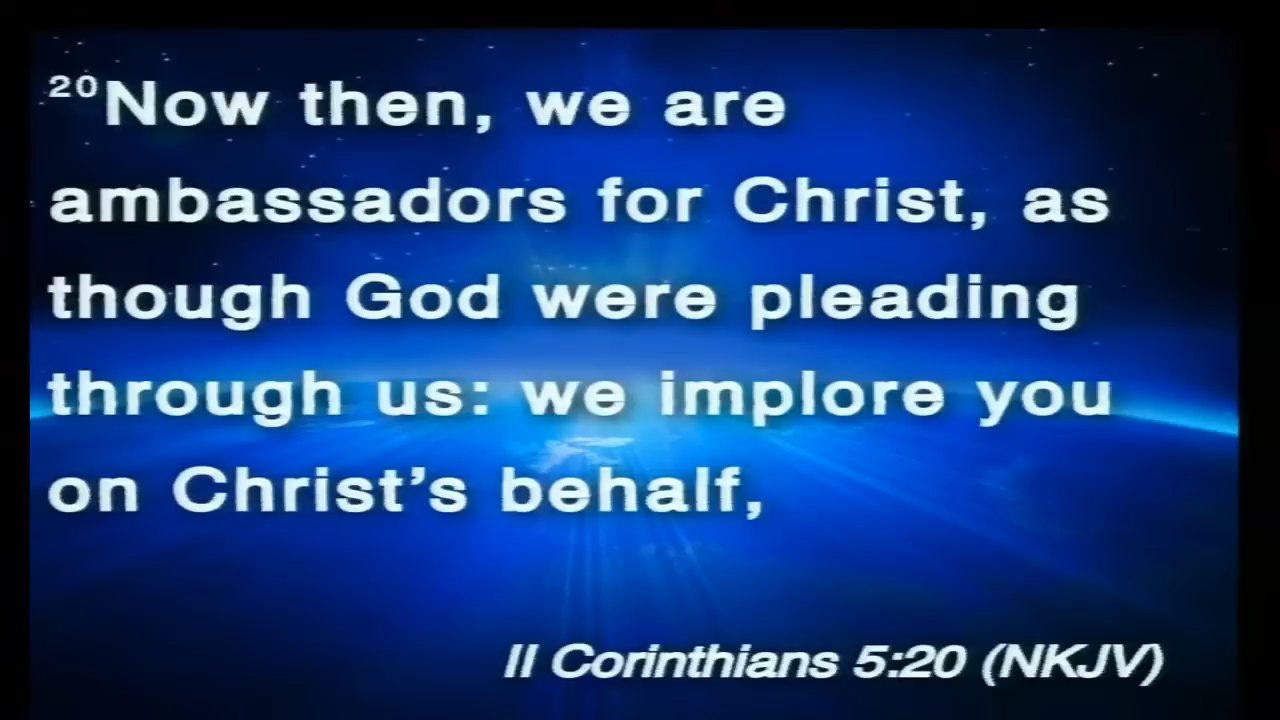 ²⁰Now then, we are
ambassadors for Christ, as
though God were pleading
through us: we implore you
on Christ’s behalf,
II Corinthians 5:20 (NKJV)